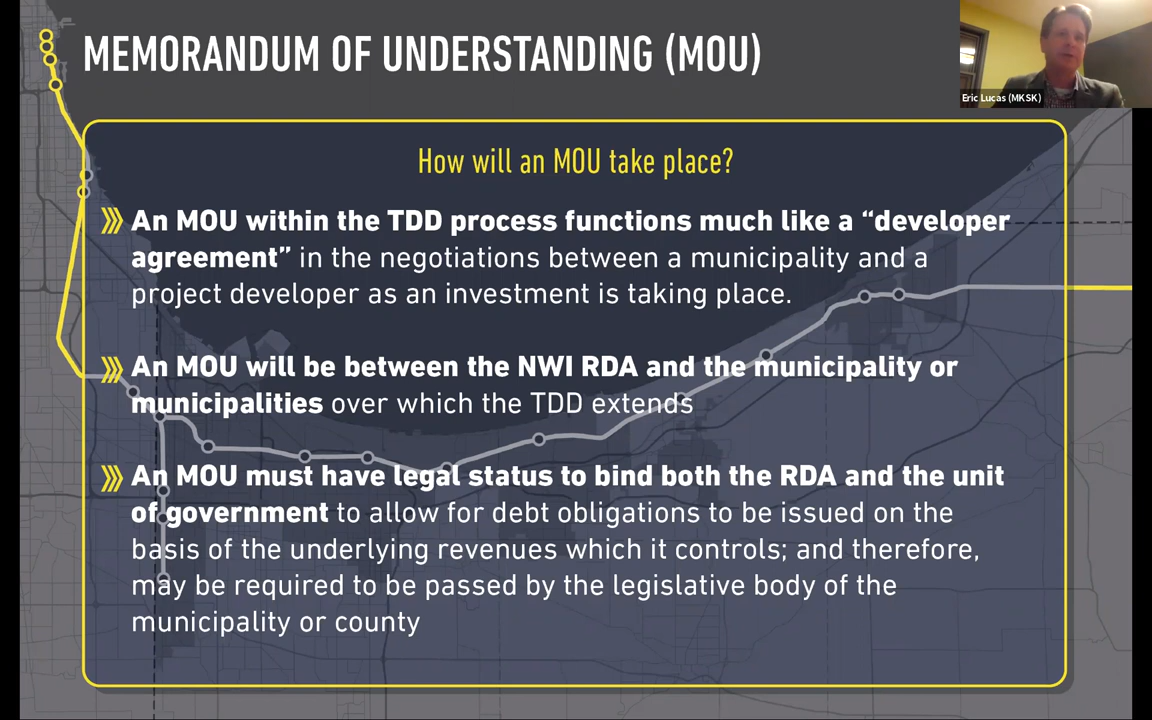 MEMORANDUM OF UNDERSTANDING (MOU)
Eric Lucas (MKSK)
How will an MOU take place?
An MOU within the TDD process functions much like a “developer
agreement” in the negotiations between a municipality and a
project developer as an investment is taking place.
An MOU will be between the NWI RDA and the municipality or
municipalities over which the TDD extends
An MOU must have legal status to bind both the RDA and the unit
of government to allow for debt obligations to be issued on the
basis of the underlying revenues which it controls; and therefore,
may be required to be passed by the legislative body of the
municipality or county